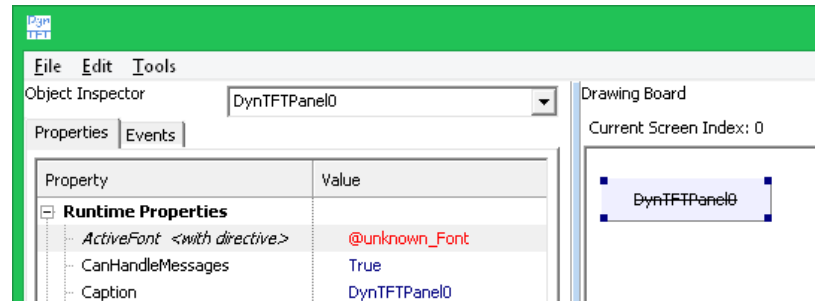 Dyn
TFT
File Edit Tools
Object Inspector
DynTFTPanel0
Drawing Board
Properties Events
Current Screen Index: 0
Property Value
Runtime Properties
DynTFTPanel0
ActiveFont <with directive> @unknown_Font
CanHandleMessages True
Caption DynTFTPanel0